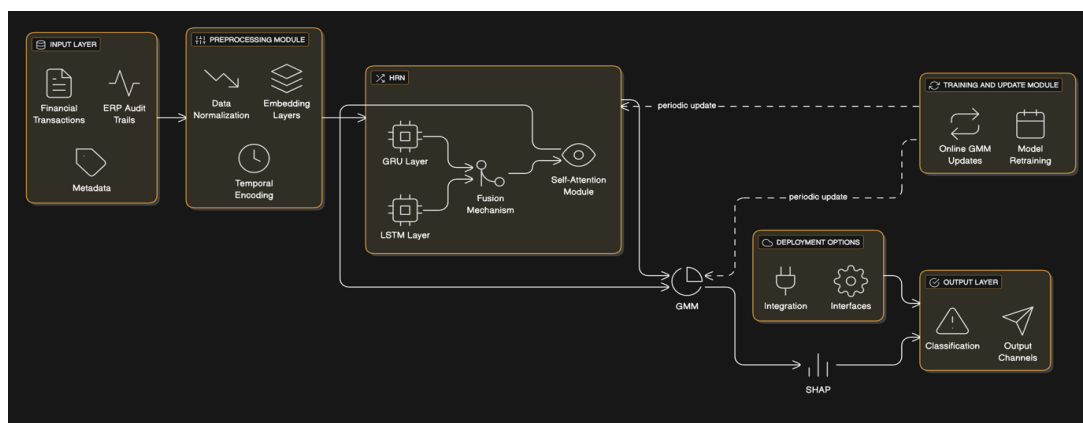 INPUT LAYER
Financial
Transactions
ERP Audit
Trails
Metadata
PREPROCESSING MODULE
Data
Normalization
Embedding
Layers
Temporal
Encoding
HRN
GRU Layer
LSTM Layer
Fusion
Mechanism
Self-Attention
Module
periodic update
TRAINING AND UPDATE MODULE
Online GMM
Updates
Model
Retraining
periodic update
GMM
DEPLOYMENT OPTIONS
Integration
Interfaces
OUTPUT LAYER
Classification
Output
Channels
SHAP